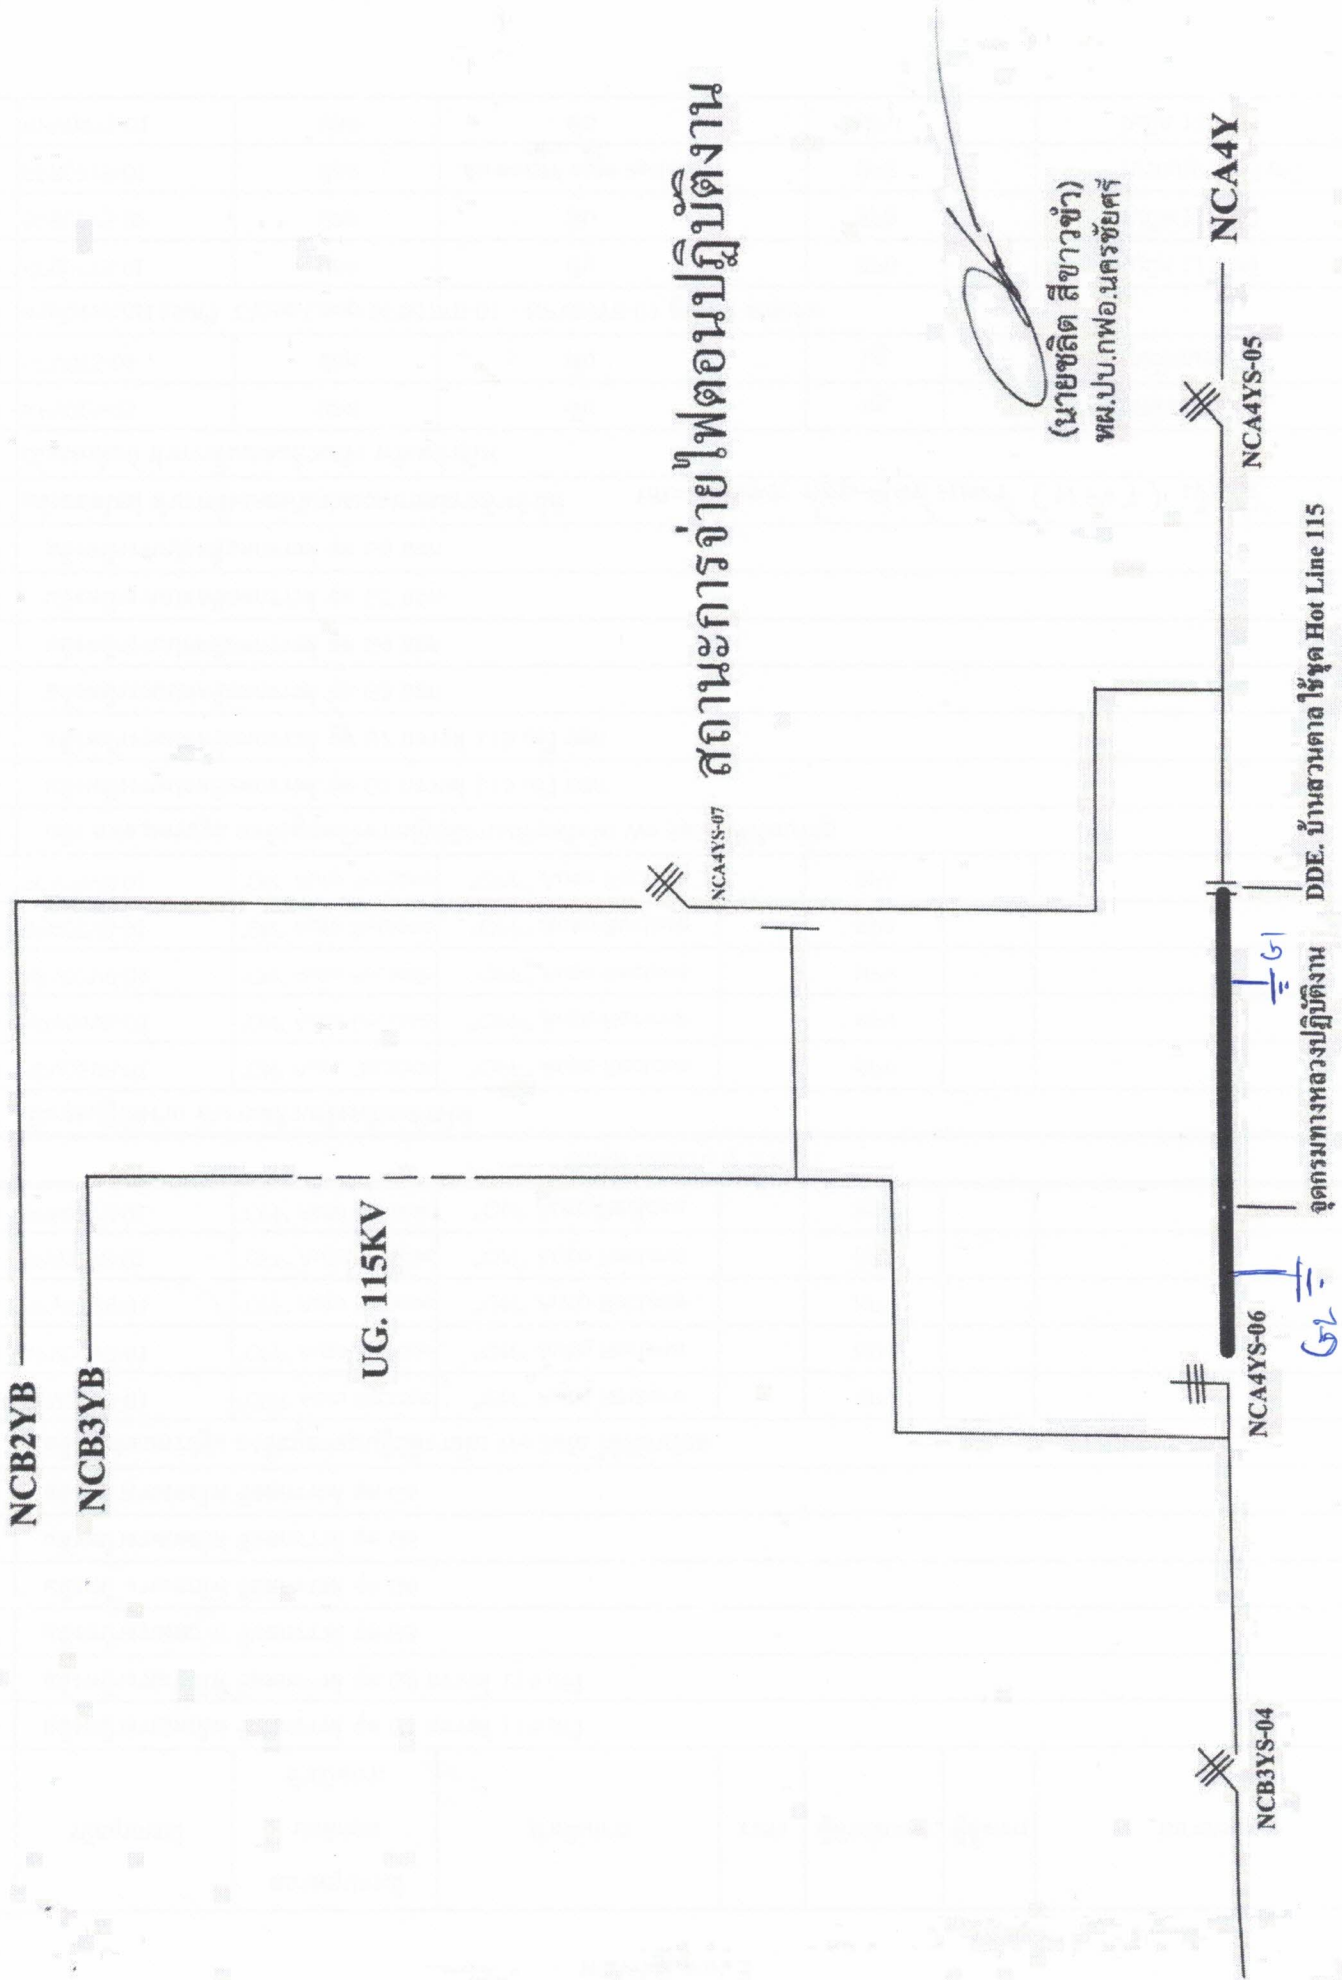 NCB2YB
NCB3YB
UG. 115KV
สถานะการจ่ายไฟตอนปฏิบัติงาน
NCA4YS-07
(นายชลิต สีขาวขำ)
หผ.ปบ.กฟอ.นครชัยศรี
NCA4Y
NCB3YS-04
NCA4YS-06
NCA4YS-05
G2
G1
จุดกรมทางหลวงปฏิบัติงาน
DDE. บ้านสวนตาล ใช้ชุด Hot Line 115